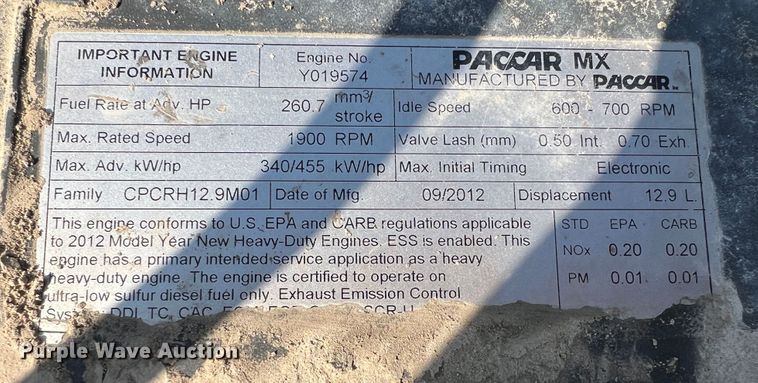 IMPORTANT ENGINE INFORMATION
Engine No. Y019574
PACCAR MX
MANUFACTURED BY PACCAR
Fuel Rate at Adv. HP 260.7 mm³/stroke
Idle Speed 600 - 700 RPM
Max. Rated Speed 1900 RPM
Valve Lash (mm) 0.50 Int. 0.70 Exh.
Max. Adv. kW/hp 340/455 kW/hp
Max. Initial Timing Electronic
Family CPCRH12.9M01
Date of Mfg. 09/2012
Displacement 12.9 L.
This engine conforms to U.S. EPA and CARB regulations applicable
to 2012 Model Year New Heavy-Duty Engines. ESS is enabled. This
engine has a primary intended service application as a heavy
heavy-duty engine. The engine is certified to operate on
ultra-low sulfur diesel fuel only. Exhaust Emission Control
System: DDI, TC, CAC,
STD EPA CARB
NOx 0.20 0.20
PM 0.01 0.01
Purple Wave Auction